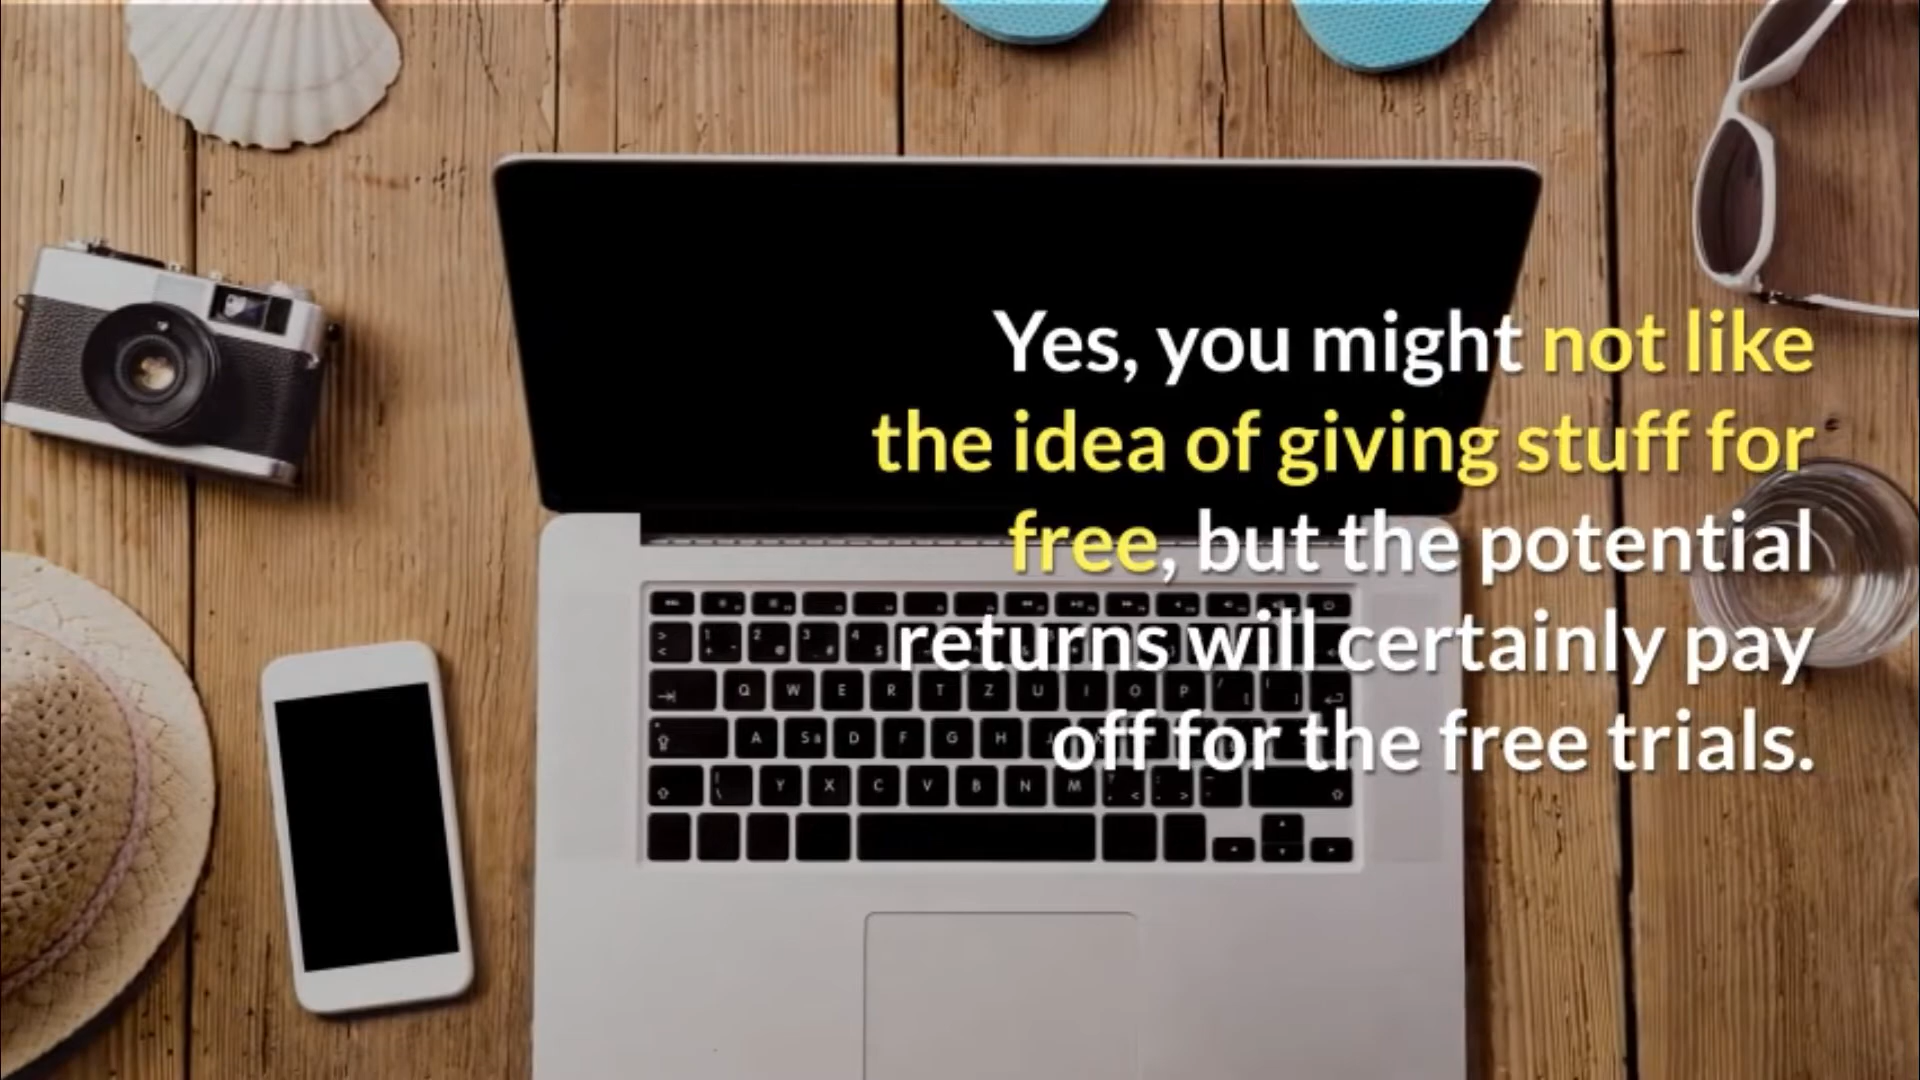 Yes, you might not like
the idea of giving stuff for
free, but the potential
returns will certainly pay
off for the free trials.
Q W E R T Z U I O P
A S D F G H
Y X C V B N M